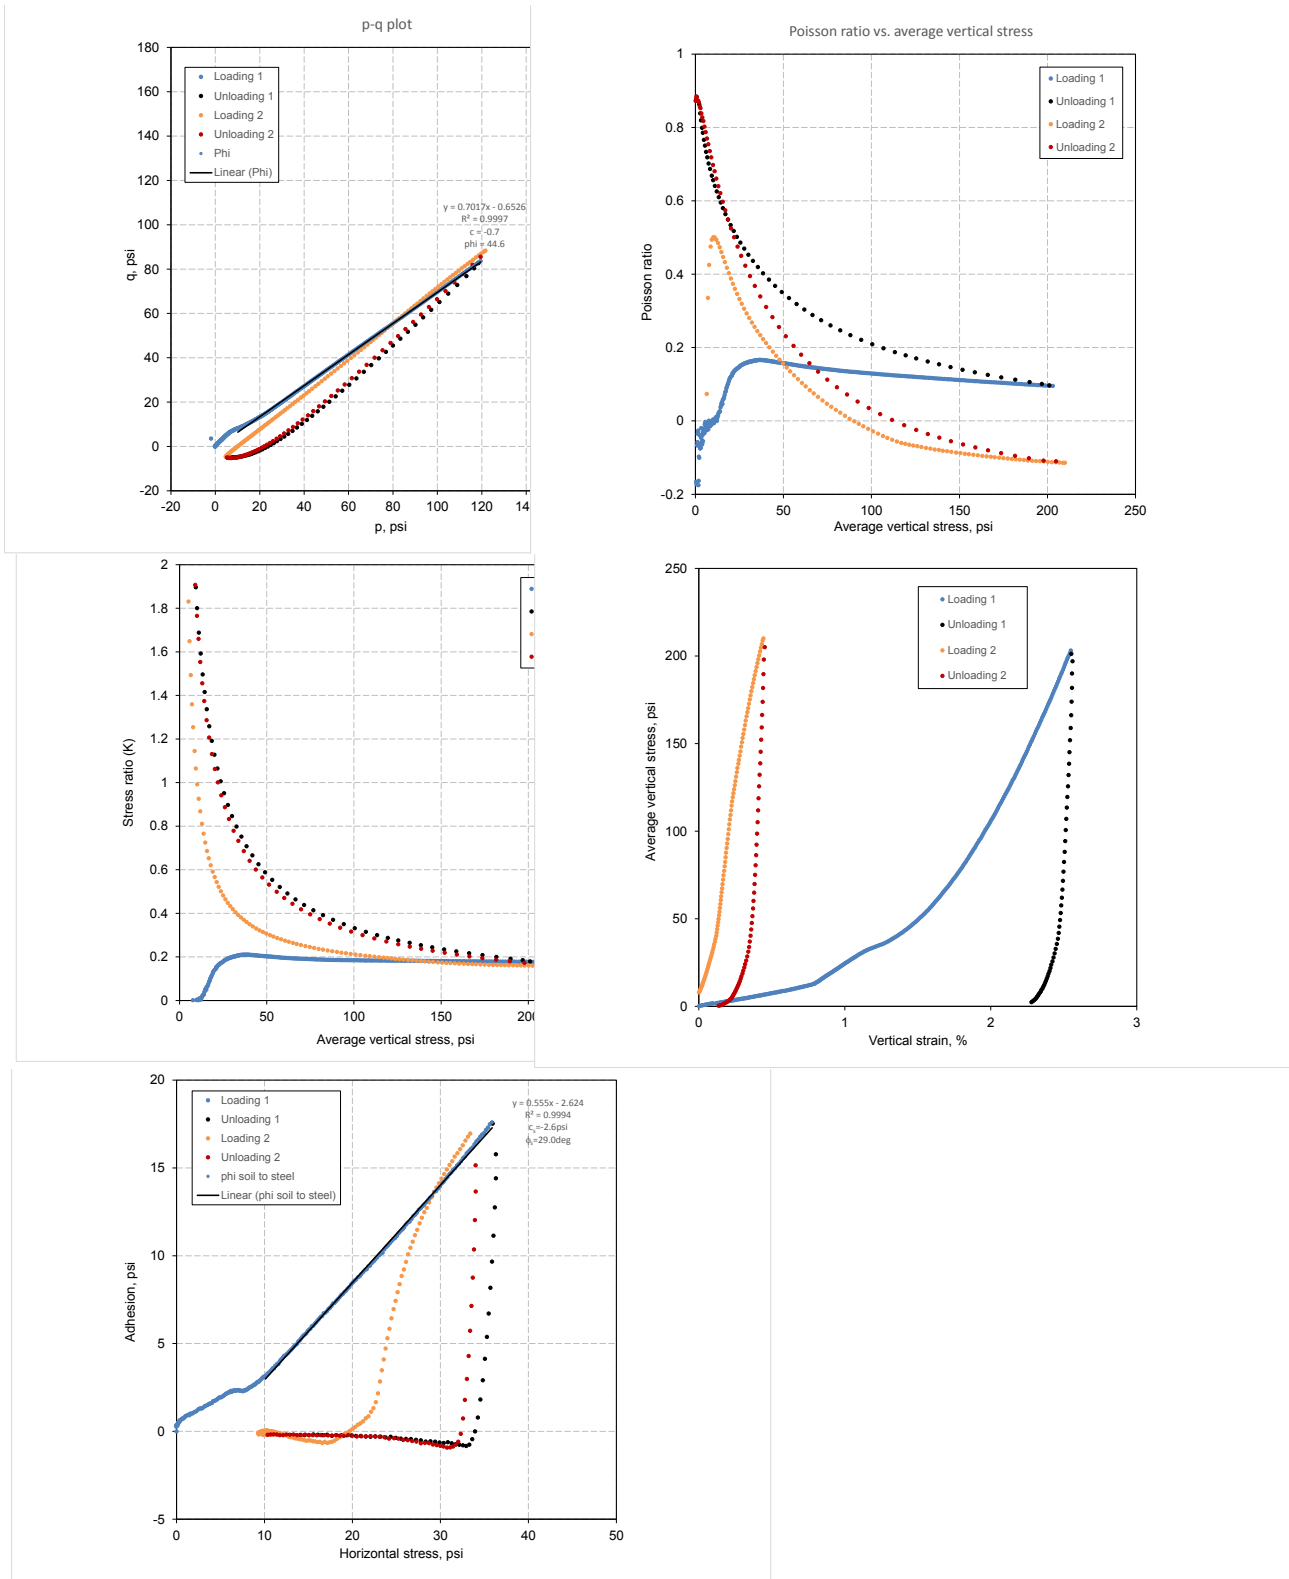 p-q plot
180
160
140
120
100
80
60
40
20
0
-20
-20
0
20
40
60
80
100
120
14
q, psi
p, psi
Loading 1
Unloading 1
Loading 2
Unloading 2
Phi
Linear (Phi)
y = 0.7017x - 0.6526
R² = 0.9997
c = -0.7
phi = 44.6
Poisson ratio vs. average vertical stress
1
0.8
0.6
0.4
0.2
0
-0.2
0
50
100
150
200
250
Poisson ratio
Average vertical stress, psi
Loading 1
Unloading 1
Loading 2
Unloading 2
2
1.8
1.6
1.4
1.2
1
0.8
0.6
0.4
0.2
0
0
50
100
150
200
Stress ratio (K)
Average vertical stress, psi
250
200
150
100
50
0
0
1
2
3
Average vertical stress, psi
Vertical strain, %
Loading 1
Unloading 1
Loading 2
Unloading 2
20
15
10
5
0
-5
0
10
20
30
40
50
Adhesion, psi
Horizontal stress, psi
Loading 1
Unloading 1
Loading 2
Unloading 2
phi soil to steel
Linear (phi soil to steel)
y = 0.555x - 2.624
R² = 0.9994
=-2.6psi
=29.0deg